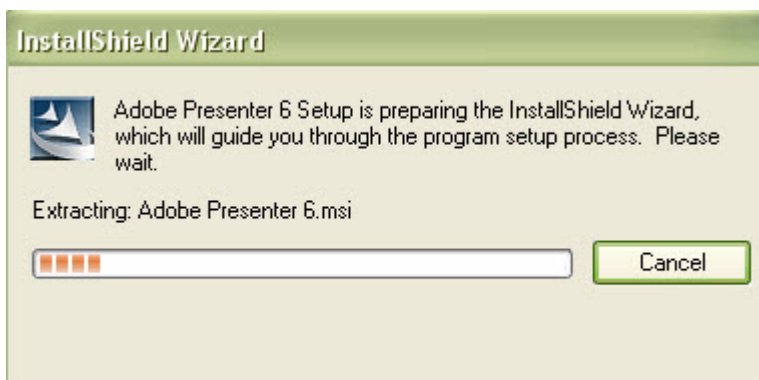 InstallShield Wizard
Adobe Presenter 6 Setup is preparing the InstallShield Wizard,
which will guide you through the program setup process. Please
wait.
Extracting: Adobe Presenter 6.msi
Cancel